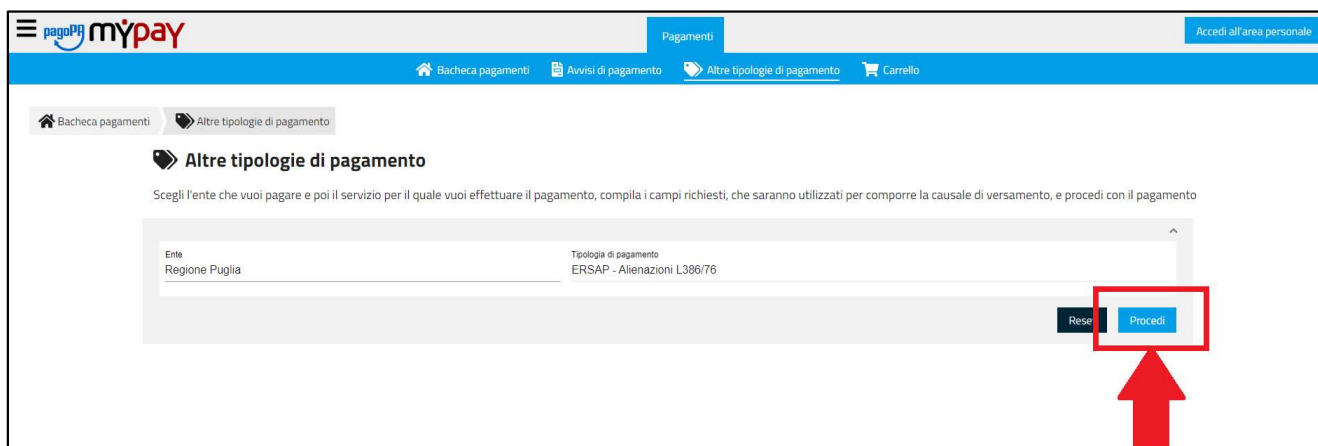 pagoPA mypay
Pagamenti
Accedi all'area personale
Bacheca pagamenti Avvisi di pagamento Altre tipologie di pagamento Carrello
Bacheca pagamenti Altre tipologie di pagamento
Altre tipologie di pagamento
Scegli l'ente che vuoi pagare e poi il servizio per il quale vuoi effettuare il pagamento, compila i campi richiesti, che saranno utilizzati per comporre la causale di versamento, e procedi con il pagamento
Ente Tipologia di pagamento
Regione Puglia ERSAP - Alienazioni L386/76
Reset Procedi